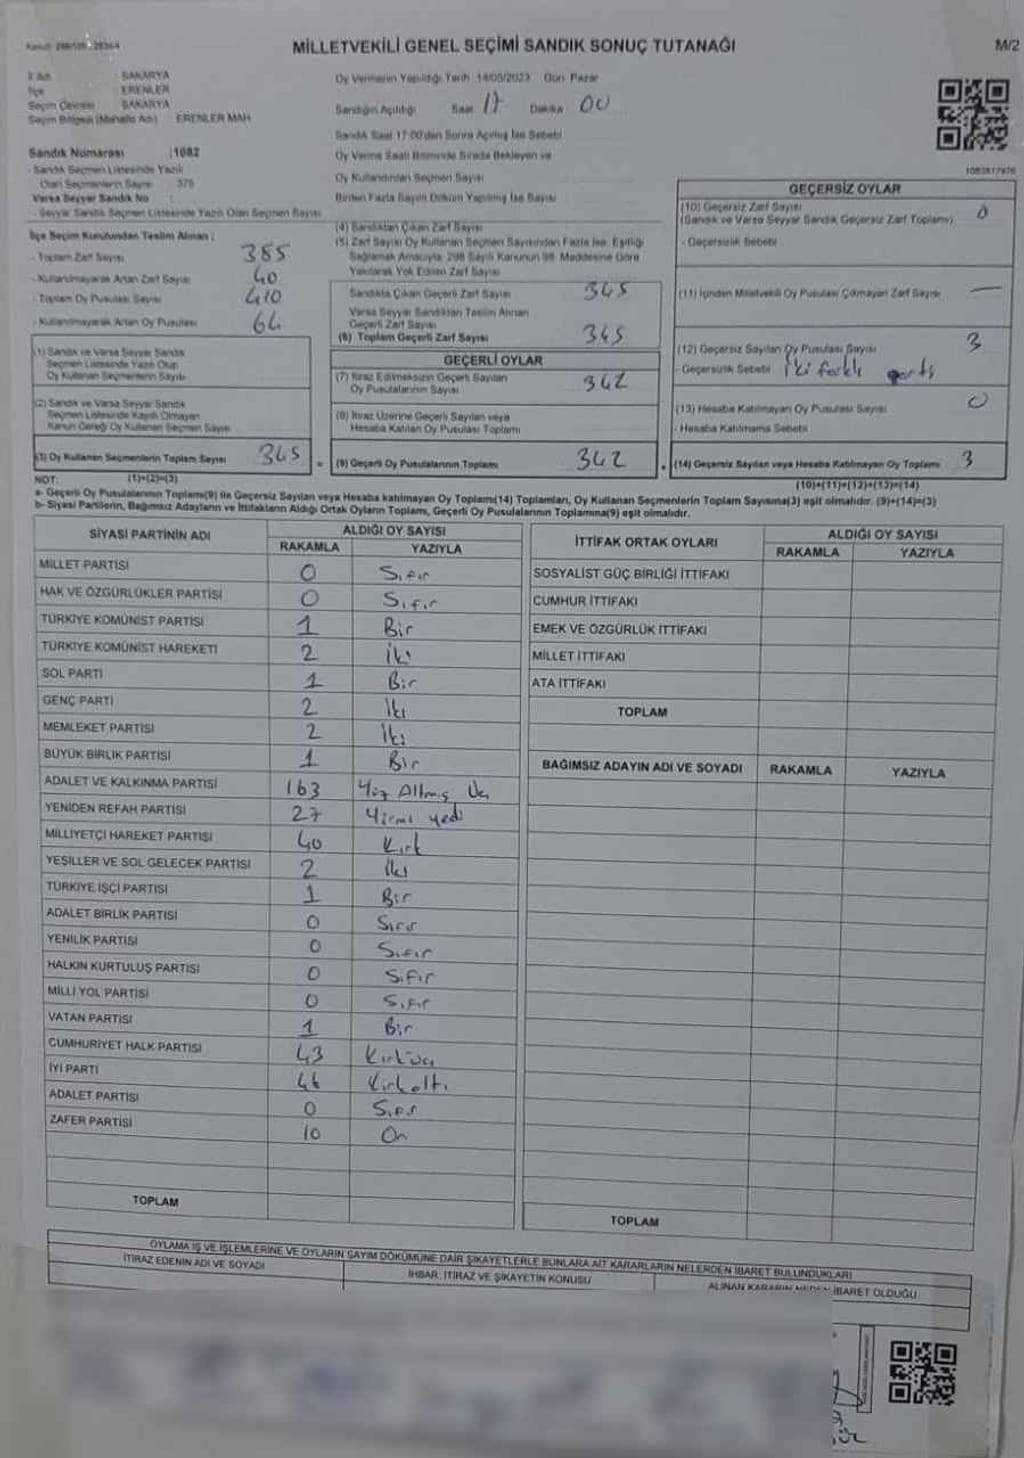 MİLLETVEKİLİ GENEL SEÇİMİ SANDIK SONUÇ TUTANAĞI
M/2
İl Adı SAKARYA
İlçe ERENLER
Seçim Çevresi SAKARYA
Seçim Bölgesi (Mahalle Adı) ERENLER MAH
Sandık Numarası :1082
- Sandık Seçmen Listesinde Yazılı
Olan Seçmenlerin Sayısı 375
Varsa Seyyar Sandık No :
- Seyyar Sandık Seçmen Listesinde Yazılı Olan Seçmen Sayısı
İlçe Seçim Kurulundan Teslim Alınan :
- Toplam Zarf Sayısı 385
- Kullanılmayarak Artan Zarf Sayısı 40
- Toplam Oy Pusulası Sayısı 410
- Kullanılmayarak Artan Oy Pusulası
(1) Sandık ve Varsa Seyyar Sandık
Seçmen Listesinde Yazılı Olup
Oy Kullanan Seçmenlerin Sayısı
(2) Sandık ve Varsa Seyyar Sandık
Seçmen Listesinde Kayıtlı Olmayan
Kanun Gereği Oy Kullanan Seçmen Sayısı
(3) Oy Kullanan Seçmenlerin Toplam Sayısı 345
Oy Vermenin Yapıldığı Tarih :14/05/2023 Gün: Pazar
Sandığın Açıldığı Saat 17 Dakika 00
Sandık Saat 17:00'dan Sonra Açılmış İse Sebebi
Oy Verme Saati Bitiminde Sırada Bekleyen ve
Oy Kullandırılan Seçmen Sayısı
Birden Fazla Sayım Döküm Yapılmış İse Sayısı
(4) Sandıktan Çıkan Zarf Sayısı
(5) Zarf Sayısı Oy Kullanan Seçmen Sayısından Fazla İse, Eşitliği
Sağlamak Amacıyla, 298 Sayılı Kanunun 98. Maddesine Göre
Yakılarak Yok Edilen Zarf Sayısı
Sandıkta Çıkan Geçerli Zarf Sayısı 345
Varsa Seyyar Sandıktan Teslim Alınan
Geçerli Zarf Sayısı
(6) Toplam Geçerli Zarf Sayısı 345
GEÇERLİ OYLAR
(7) İtiraz Edilmeksizin Geçerli Sayılan
Oy Pusulalarının Sayısı 342
(8) İtiraz Üzerine Geçerli Sayılan veya
Hesaba Katılan Oy Pusulası Toplamı
(9) Geçerli Oy Pusulalarının Toplamı 342
1083817976
GEÇERSİZ OYLAR
(10) Geçersiz Zarf Sayısı 0
(Sandık ve Varsa Seyyar Sandık Geçersiz Zarf Toplamı)
- Geçersizlik Sebebi
(11) İçinden Milletvekili Oy Pusulası Çıkmayan Zarf Sayısı —
(12) Geçersiz Sayılan Oy Pusulası Sayısı 3
- Geçersizlik Sebebi İki farklı parti
(13) Hesaba Katılmayan Oy Pusulası Sayısı 0
- Hesaba Katılmama Sebebi
(14) Geçersiz Sayılan veya Hesaba Katılmayan Oy Toplamı 3
NOT: (1)+(2)=(3)
(10)+(11)+(12)+(13)=(14)
a- Geçerli Oy Pusulalarının Toplamı(9) ile Geçersiz Sayılan veya Hesaba katılmayan Oy Toplamı(14) Toplamları, Oy Kullanan Seçmenlerin Toplam Sayısına(3) eşit olmalıdır. (9)+(14)=(3)
b- Siyasi Partilerin, Bağımsız Adayların ve İttifakların Aldığı Ortak Oyların Toplamı, Geçerli Oy Pusulalarının Toplamına(9) eşit olmalıdır.
SİYASİ PARTİNİN ADI ALDIĞI OY SAYISI
RAKAMLA YAZIYLA
MİLLET PARTİSİ 0 Sıfır
HAK VE ÖZGÜRLÜKLER PARTİSİ 0 Sıfır
TÜRKİYE KOMÜNİST PARTİSİ 1 Bir
TÜRKİYE KOMÜNİST HAREKETİ 2 İki
SOL PARTİ 1 Bir
GENÇ PARTİ 2 İki
MEMLEKET PARTİSİ 2 İki
BÜYÜK BİRLİK PARTİSİ 1 Bir
ADALET VE KALKINMA PARTİSİ 163 Yüz Altmış Üç
YENİDEN REFAH PARTİSİ 27 Yirmi yedi
MİLLİYETÇİ HAREKET PARTİSİ 40 Kırk
YEŞİLLER VE SOL GELECEK PARTİSİ 2 İki
TÜRKİYE İŞÇİ PARTİSİ 1 Bir
ADALET BİRLİK PARTİSİ 0 Sıfır
YENİLİK PARTİSİ 0 Sıfır
HALKIN KURTULUŞ PARTİSİ 0 Sıfır
MİLLİ YOL PARTİSİ 0 Sıfır
VATAN PARTİSİ 1 Bir
CUMHURİYET HALK PARTİSİ 43 Kırküç
İYİ PARTİ 46 Kırkaltı
ADALET PARTİSİ 0 Sıfır
ZAFER PARTİSİ 10 On
TOPLAM
İTTİFAK ORTAK OYLARI ALDIĞI OY SAYISI
RAKAMLA YAZIYLA
SOSYALİST GÜÇ BİRLİĞİ İTTİFAKI
CUMHUR İTTİFAKI
EMEK VE ÖZGÜRLÜK İTTİFAKI
MİLLET İTTİFAKI
ATA İTTİFAKI
TOPLAM
BAĞIMSIZ ADAYIN ADI VE SOYADI RAKAMLA YAZIYLA
TOPLAM
OYLAMA İŞ VE İŞLEMLERİNE VE OYLARIN SAYIM DÖKÜMÜNE DAİR ŞİKAYETLERLE BUNLARA AİT KARARLARIN NELERDEN İBARET BULUNDUKLARI
İTİRAZ EDENİN ADI VE SOYADI
İHBAR, İTİRAZ VE ŞİKAYETİN KONUSU
ALINAN KARARIN NEDEN İBARET OLDUĞU